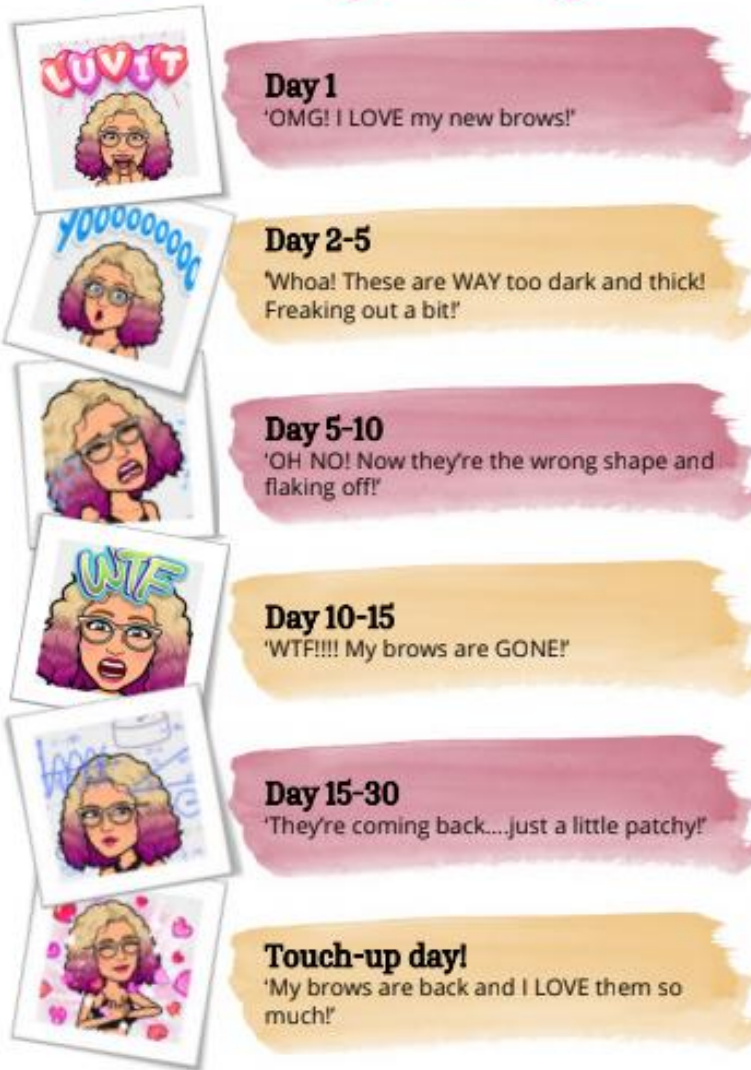 LUVIT
Day 1
'OMG! I LOVE my new brows!'
YOOOOOOOOO
Day 2-5
'Whoa! These are WAY too dark and thick!
Freaking out a bit!'
Day 5-10
'OH NO! Now they're the wrong shape and
flaking off!'
WTF
Day 10-15
'WTF!!!! My brows are GONE!'
Day 15-30
'They're coming back....just a little patchy!'
Touch-up day!
'My brows are back and I LOVE them so
much!'